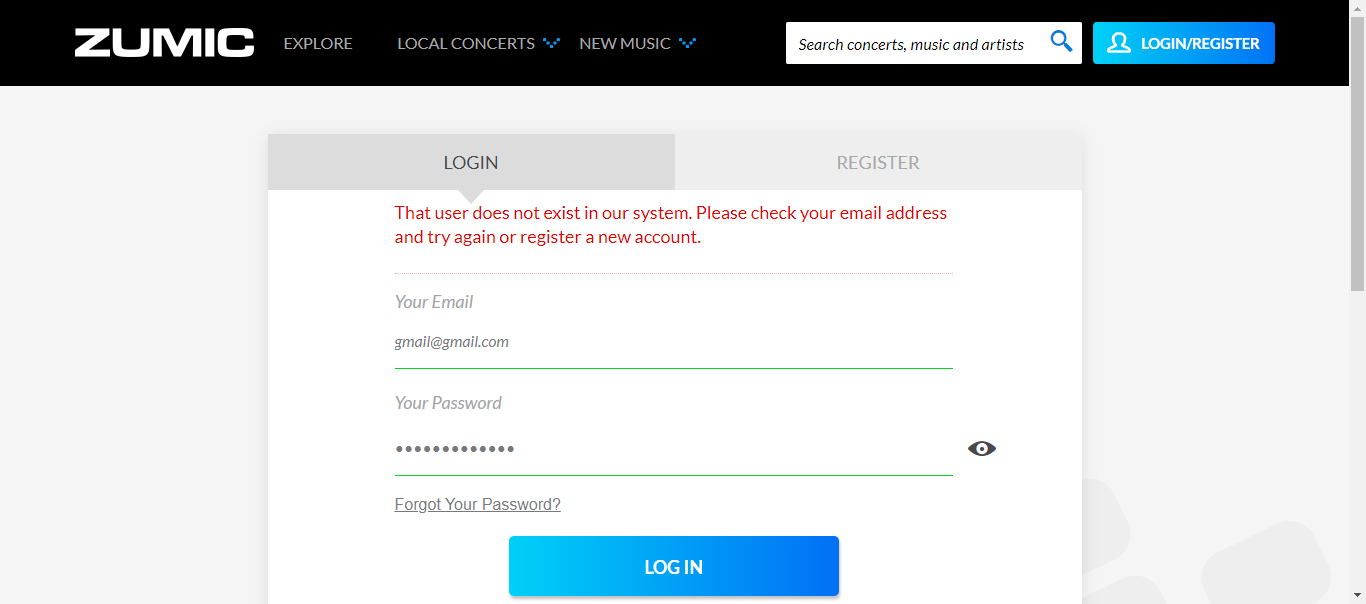 ZUMIC
EXPLORE
LOCAL CONCERTS
NEW MUSIC
Search concerts, music and artists
LOGIN/REGISTER
LOGIN
REGISTER
That user does not exist in our system. Please check your email address
and try again or register a new account.
Your Email
gmail@gmail.com
Your Password
•••••••••••••
Forgot Your Password?
LOG IN